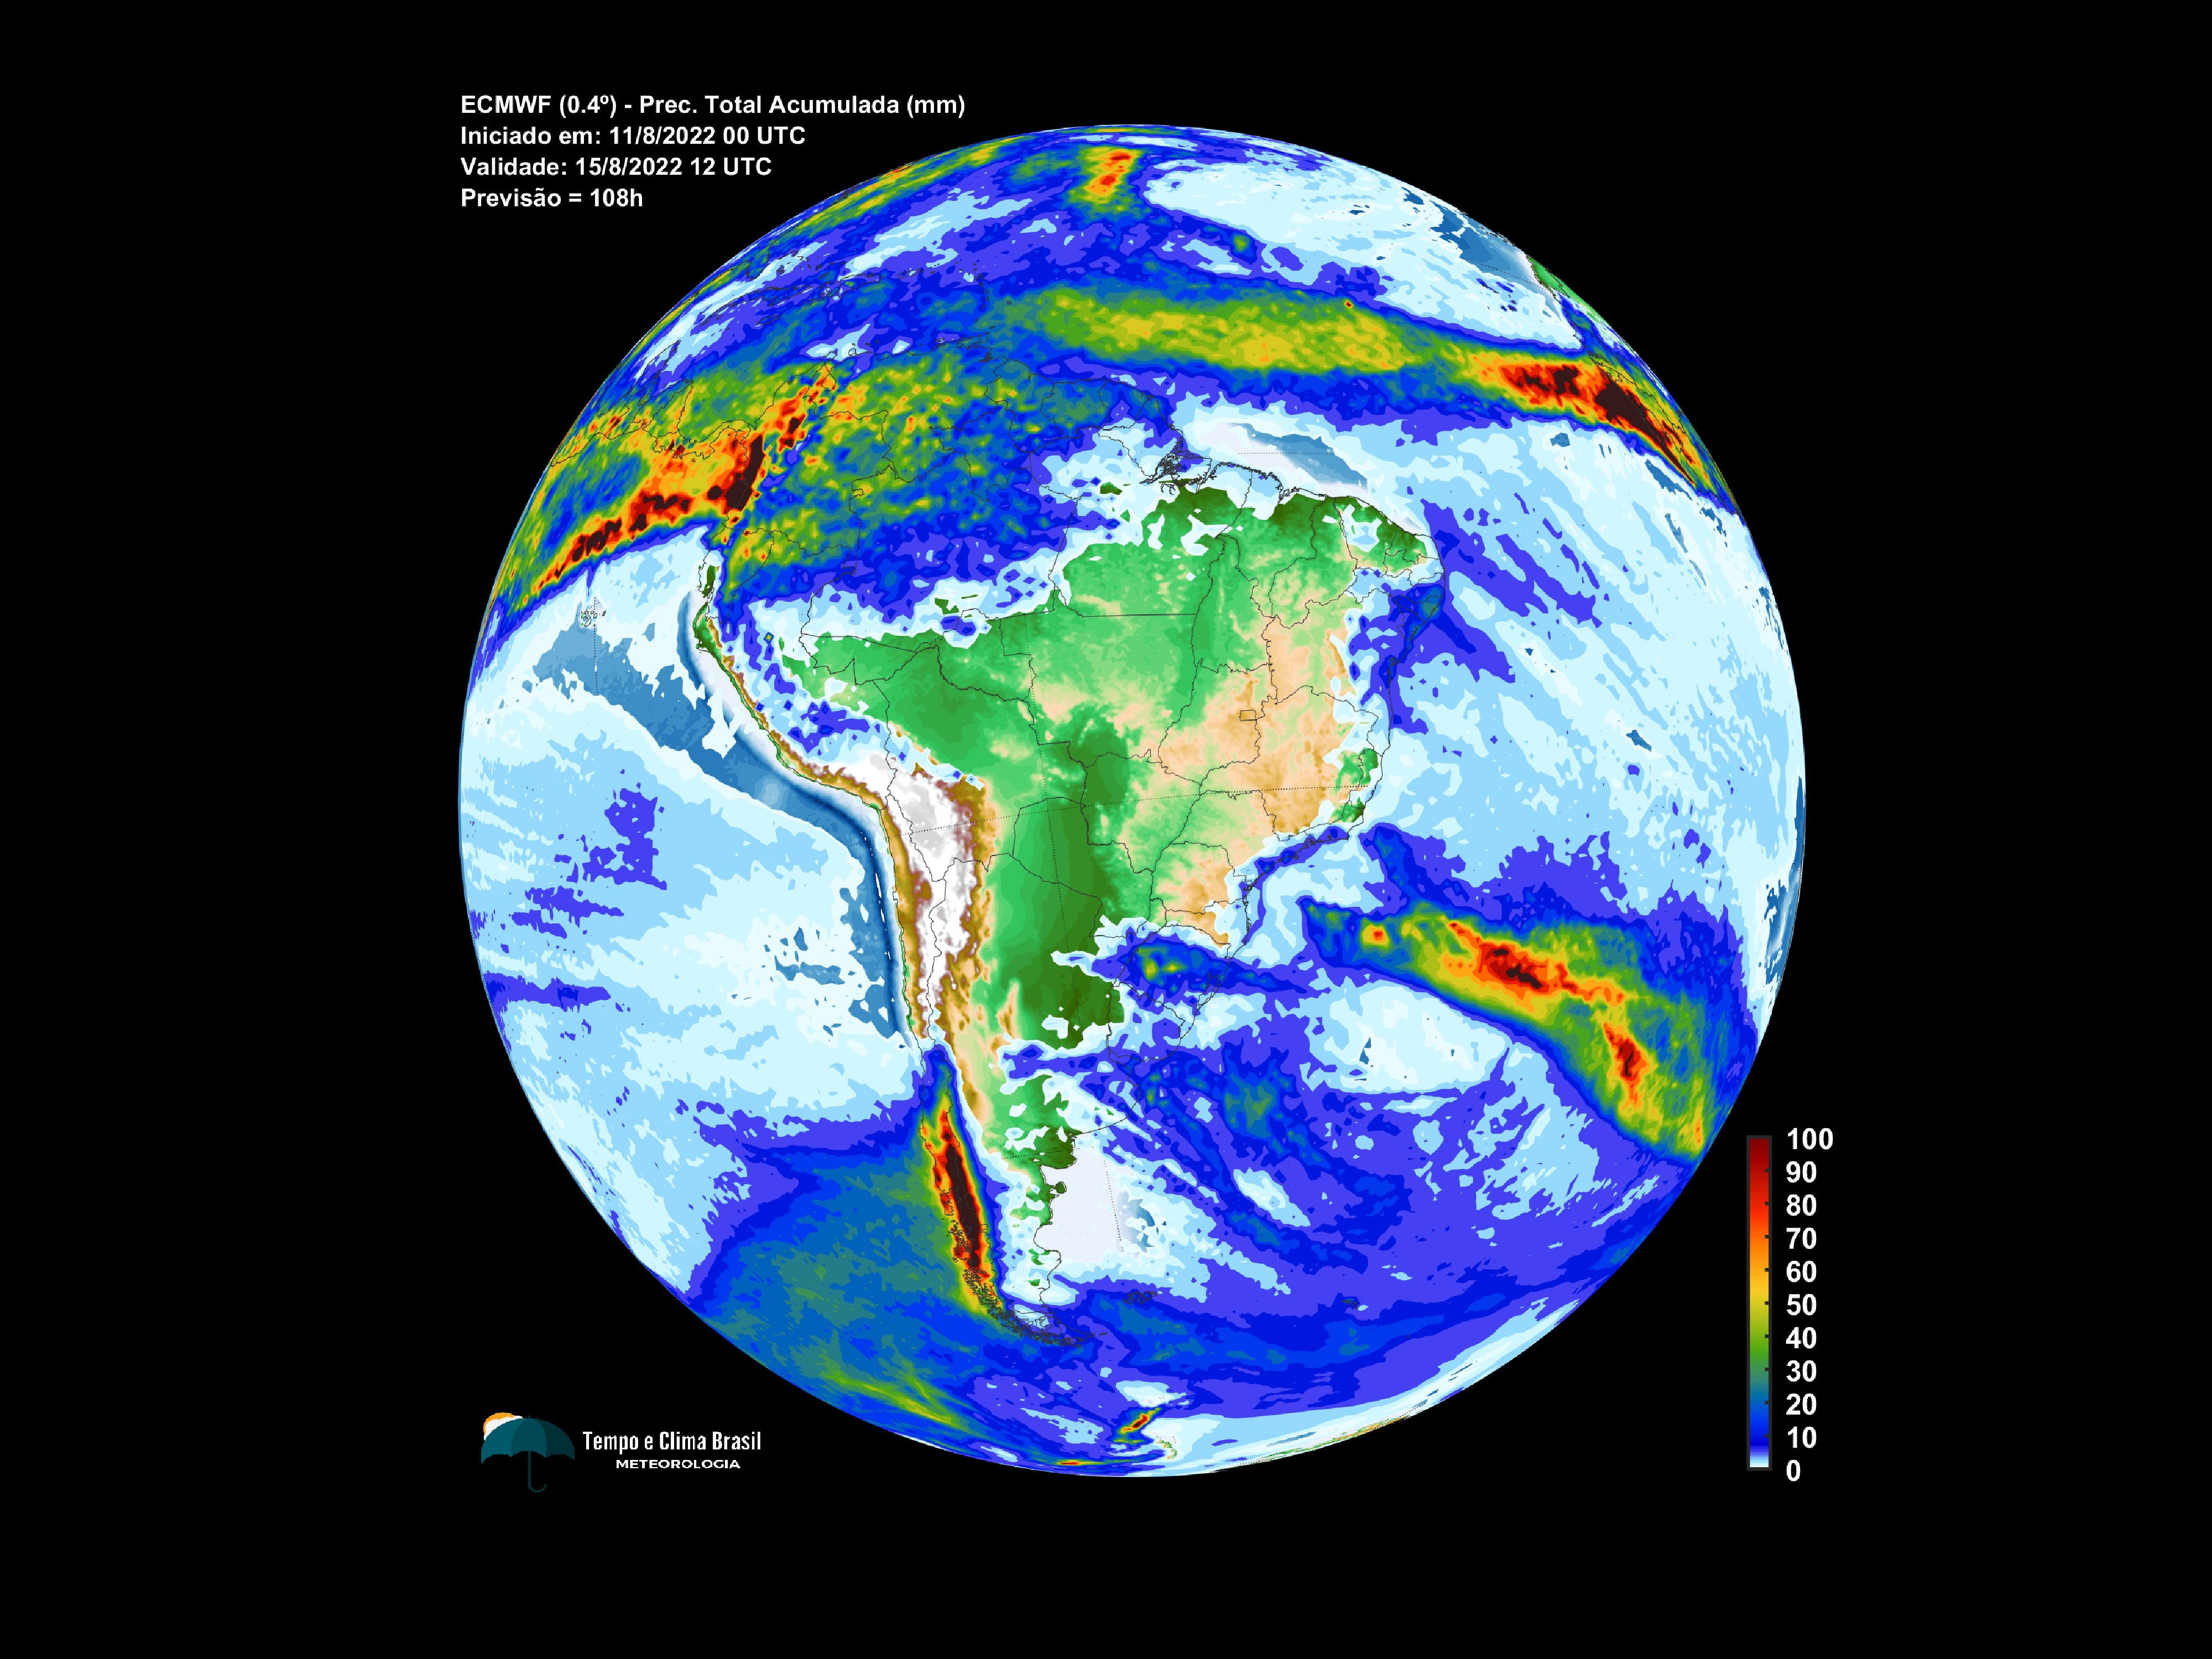 ECMWF (0.4º) - Prec. Total Acumulada (mm)
Iniciado em: 11/8/2022 00 UTC
Validade: 15/8/2022 12 UTC
Previsão = 108h
100
90
80
70
60
50
40
30
20
10
0
Tempo e Clima Brasil
METEOROLOGIA